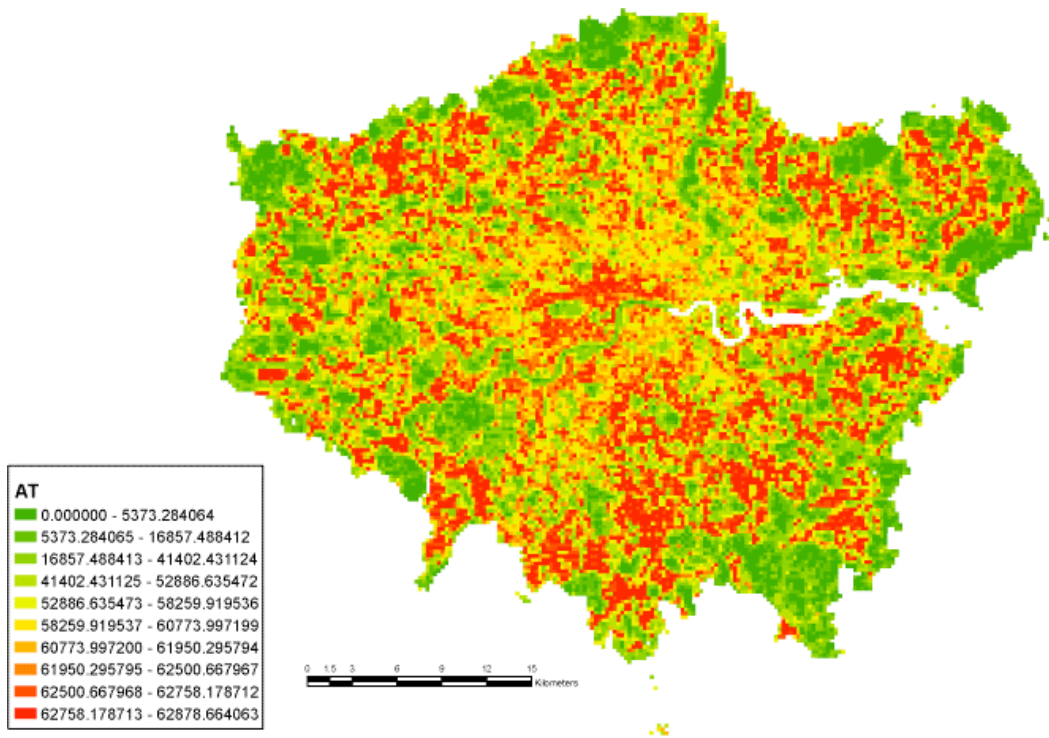 AT
0.000000 - 5373.284064
5373.284065 - 16857.488412
16857.488413 - 41402.431124
41402.431125 - 52886.635472
52886.635473 - 58259.919536
58259.919537 - 60773.997199
60773.997200 - 61950.295794
61950.295795 - 62500.667967
62500.667968 - 62758.178712
62758.178713 - 62878.664063
0 1.5 3 6 9 12 15
Kilometers